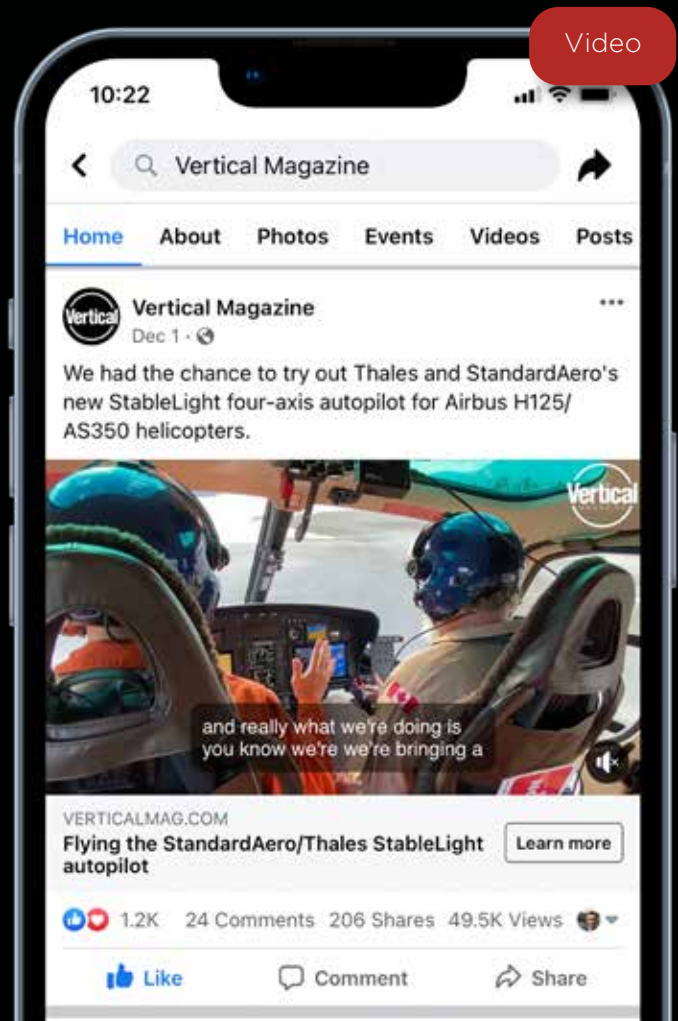 Video
10:22
Vertical Magazine
Home About Photos Events Videos Posts
Vertical
Vertical Magazine
Dec 1 ·
We had the chance to try out Thales and StandardAero's
new StableLight four-axis autopilot for Airbus H125/
AS350 helicopters.
Vertical
and really what we're doing is
you know we're we're bringing a
VERTICALMAG.COM
Flying the StandardAero/Thales StableLight
autopilot
Learn more
1.2K 24 Comments 206 Shares 49.5K Views
Like Comment Share